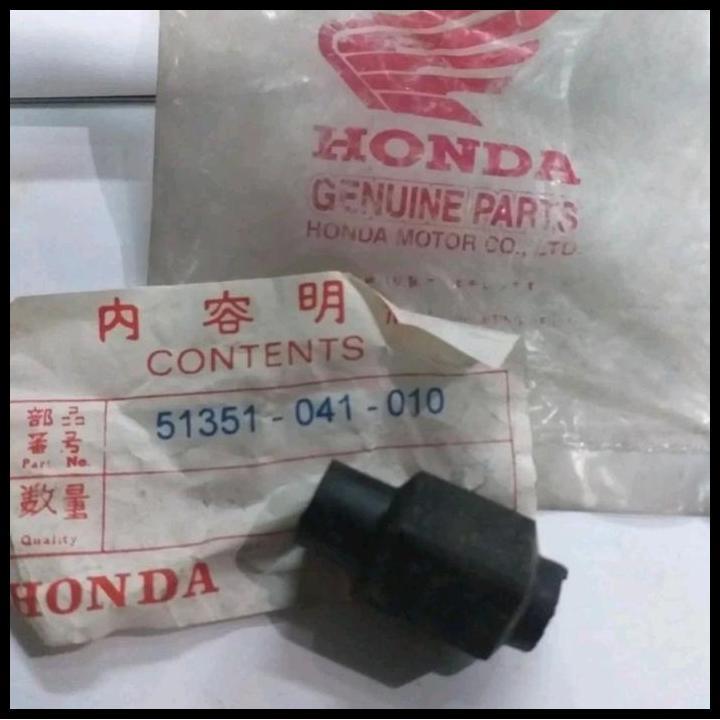 HONDA
GENUINE PARTS
HONDA MOTOR CO., LTD.
内容明
CONTENTS
部品
番号
Part No.
51351-041-010
数量
Quality
HONDA